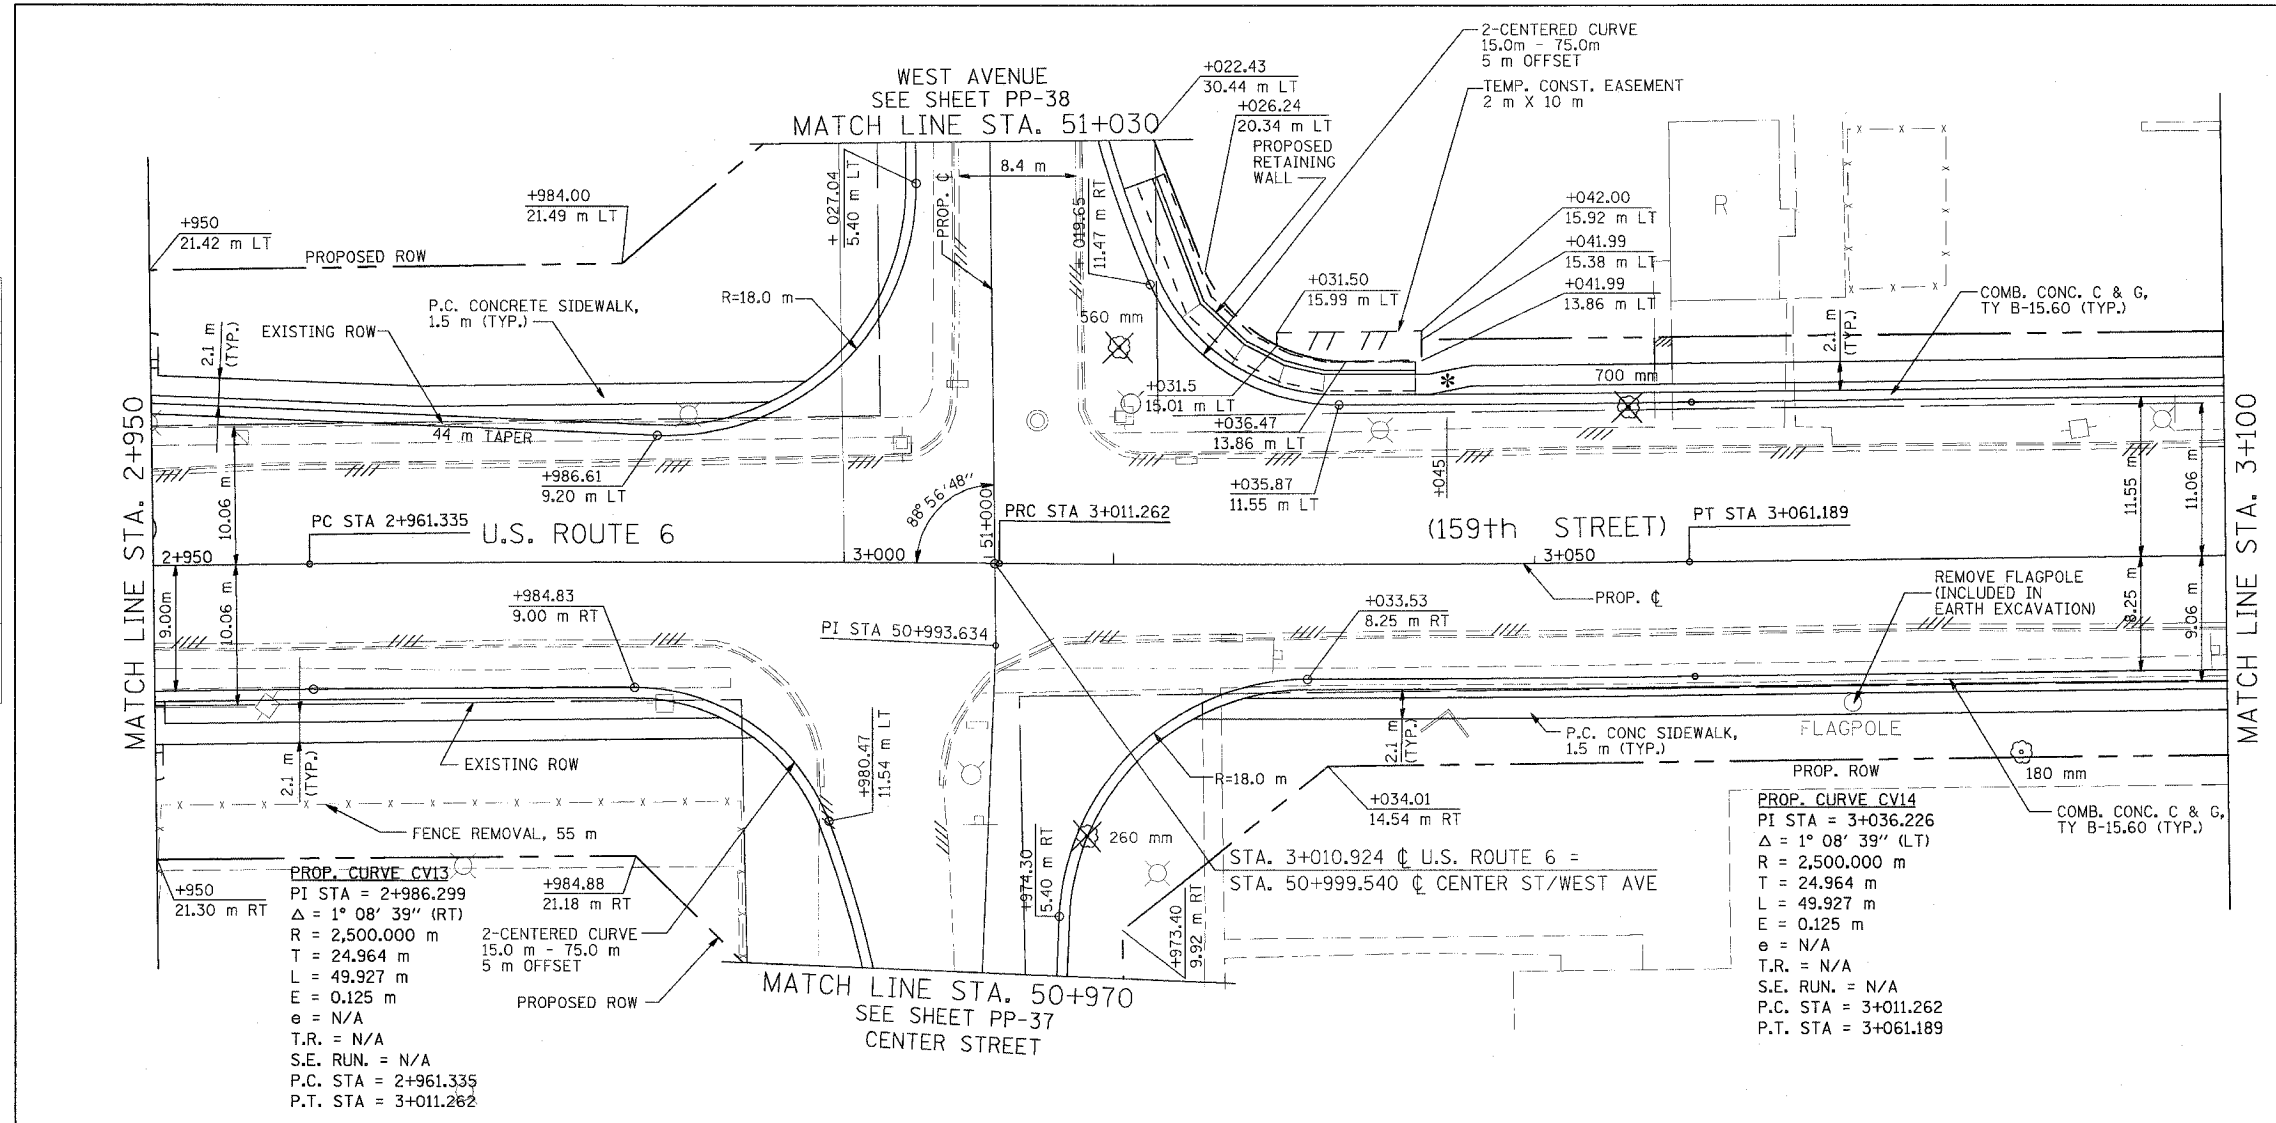 2-CENTERED CURVE
15.0m - 75.0m
5 m OFFSET
TEMP. CONST. EASEMENT
2 m X 10 m
WEST AVENUE
SEE SHEET PP-38
MATCH LINE STA. 51+030
+022.43
30.44 m LT
+026.24
20.34 m LT
PROPOSED
RETAINING
WALL
8.4 m
PROP. ℄
+027.04
5.40 m LT
+019.65
11.47 m RT
+984.00
21.49 m LT
+950
21.42 m LT
PROPOSED ROW
P.C. CONCRETE SIDEWALK,
1.5 m (TYP.)
EXISTING ROW
R=18.0 m
2.1 m
(TYP.)
44 m TAPER
560 mm
+031.50
15.99 m LT
+042.00
15.92 m LT
+041.99
15.38 m LT
+041.99
13.86 m LT
R
COMB. CONC. C & G,
TY B-15.60 (TYP.)
2.1 m
(TYP.)
700 mm
*
+031.5
15.01 m LT
+036.47
13.86 m LT
+035.87
11.55 m LT
+045
+986.61
9.20 m LT
10.06 m
MATCH LINE STA. 2+950
PC STA 2+961.335
U.S. ROUTE 6
88° 56' 48"
51+000
PRC STA 3+011.262
(159th STREET)
PT STA 3+061.189
11.55 m
11.06 m
MATCH LINE STA. 3+100
2+950
3+000
3+050
PROP. ℄
9.00m
10.06 m
+984.83
9.00 m RT
PI STA 50+993.634
+033.53
8.25 m RT
REMOVE FLAGPOLE
(INCLUDED IN
EARTH EXCAVATION)
8.25 m
9.06 m
2.1 m
(TYP.)
EXISTING ROW
+980.47
11.54 m LT
R=18.0 m
2.1 m
(TYP.)
P.C. CONC SIDEWALK,
1.5 m (TYP.)
FLAGPOLE
PROP. ROW
180 mm
FENCE REMOVAL, 55 m
260 mm
+034.01
14.54 m RT
COMB. CONC. C & G,
TY B-15.60 (TYP.)
+950
21.30 m RT
+984.88
21.18 m RT
2-CENTERED CURVE
15.0 m - 75.0 m
5 m OFFSET
PROPOSED ROW
+974.30
5.40 m RT
+973.40
9.92 m RT
STA. 3+010.924 ℄ U.S. ROUTE 6 =
STA. 50+999.540 ℄ CENTER ST/WEST AVE
PROP. CURVE CV13
PI STA = 2+986.299
Δ = 1° 08' 39" (RT)
R = 2,500.000 m
T = 24.964 m
L = 49.927 m
E = 0.125 m
e = N/A
T.R. = N/A
S.E. RUN. = N/A
P.C. STA = 2+961.335
P.T. STA = 3+011.262
PROP. CURVE CV14
PI STA = 3+036.226
Δ = 1° 08' 39" (LT)
R = 2,500.000 m
T = 24.964 m
L = 49.927 m
E = 0.125 m
e = N/A
T.R. = N/A
S.E. RUN. = N/A
P.C. STA = 3+011.262
P.T. STA = 3+061.189
MATCH LINE STA. 50+970
SEE SHEET PP-37
CENTER STREET